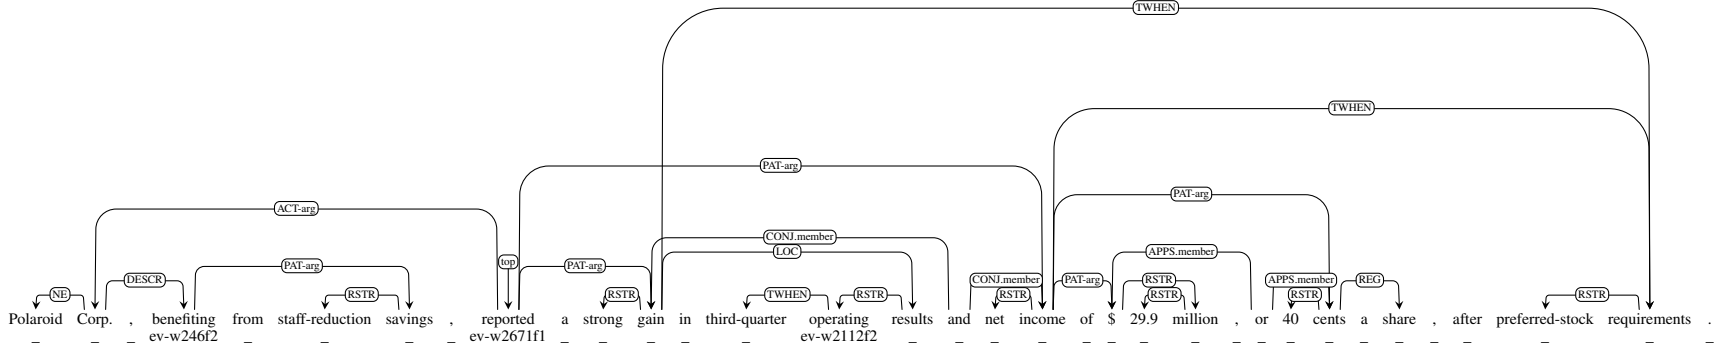 TWHEN
TWHEN
PAT-arg
PAT-arg
ACT-arg
CONJ.member
LOC
APPS.member
top
PAT-arg
PAT-arg
DESCR
CONJ.member
PAT-arg
RSTR
APPS.member
REG
NE
RSTR
RSTR
TWHEN
RSTR
RSTR
RSTR
RSTR
RSTR
Polaroid Corp. , benefiting from staff-reduction savings , reported a strong gain in third-quarter operating results and net income of $ 29.9 million , or 40 cents a share , after preferred-stock requirements .
_ _ _ ev-w246f2 _ _ _ _ ev-w2671f1 _ _ _ _ _ ev-w2112f2 _ _ _ _ _ _ _ _ _ _ _ _ _ _ _ _ _ _ _